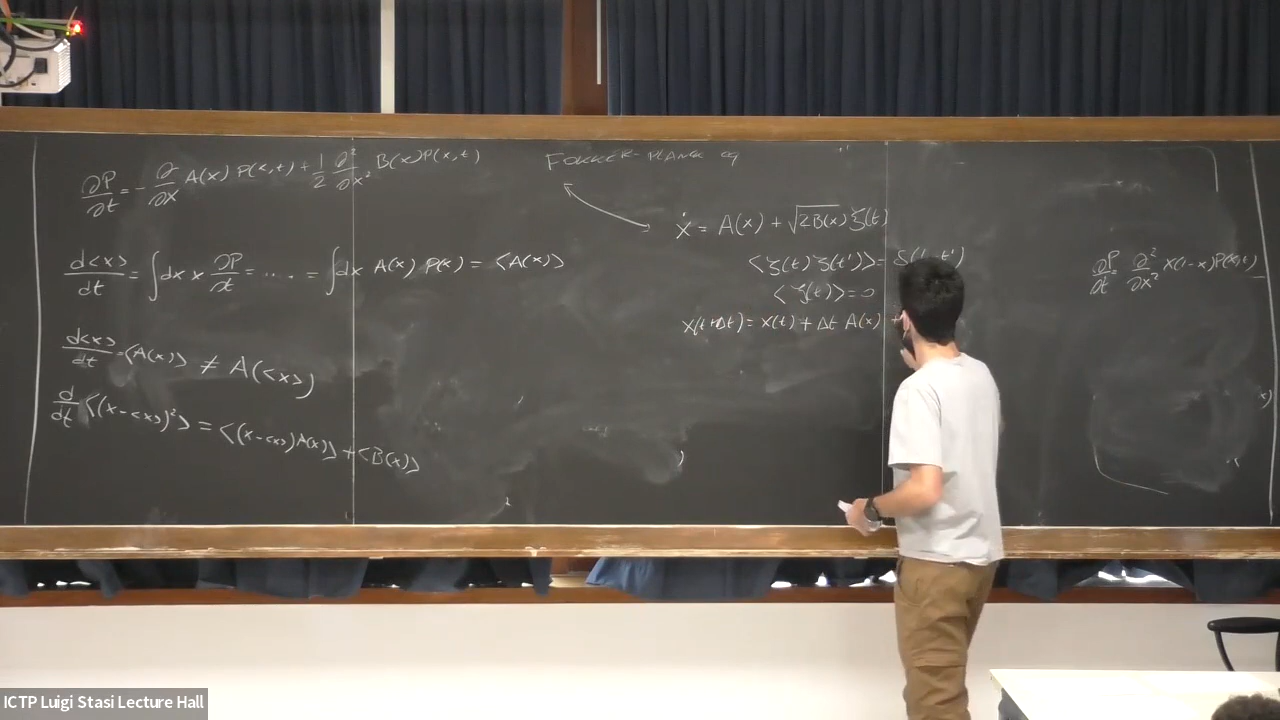 ∂P/∂t = - ∂/∂x A(x) P(x,t) + 1/2 ∂²/∂x² B(x)P(x,t)
FOKKER-PLANK eq
ẋ = A(x) + √2B(x) ξ(t)
d<x>/dt = ∫dx x ∂P/∂t = .... = ∫dx A(x) P(x) = <A(x)>
<ξ(t) ξ(t')> = δ(t-t')
<ξ(t)> = 0
x(t+Δt) = x(t) + Δt A(x) +
d<x>/dt = <A(x)> ≠ A(<x>)
d/dt <(x-<x>)²> = <(x-<x>)A(x)> + <B(x)>
∂P/∂t = ∂²/∂x² x(1-x)P(x,t)
ICTP Luigi Stasi Lecture Hall